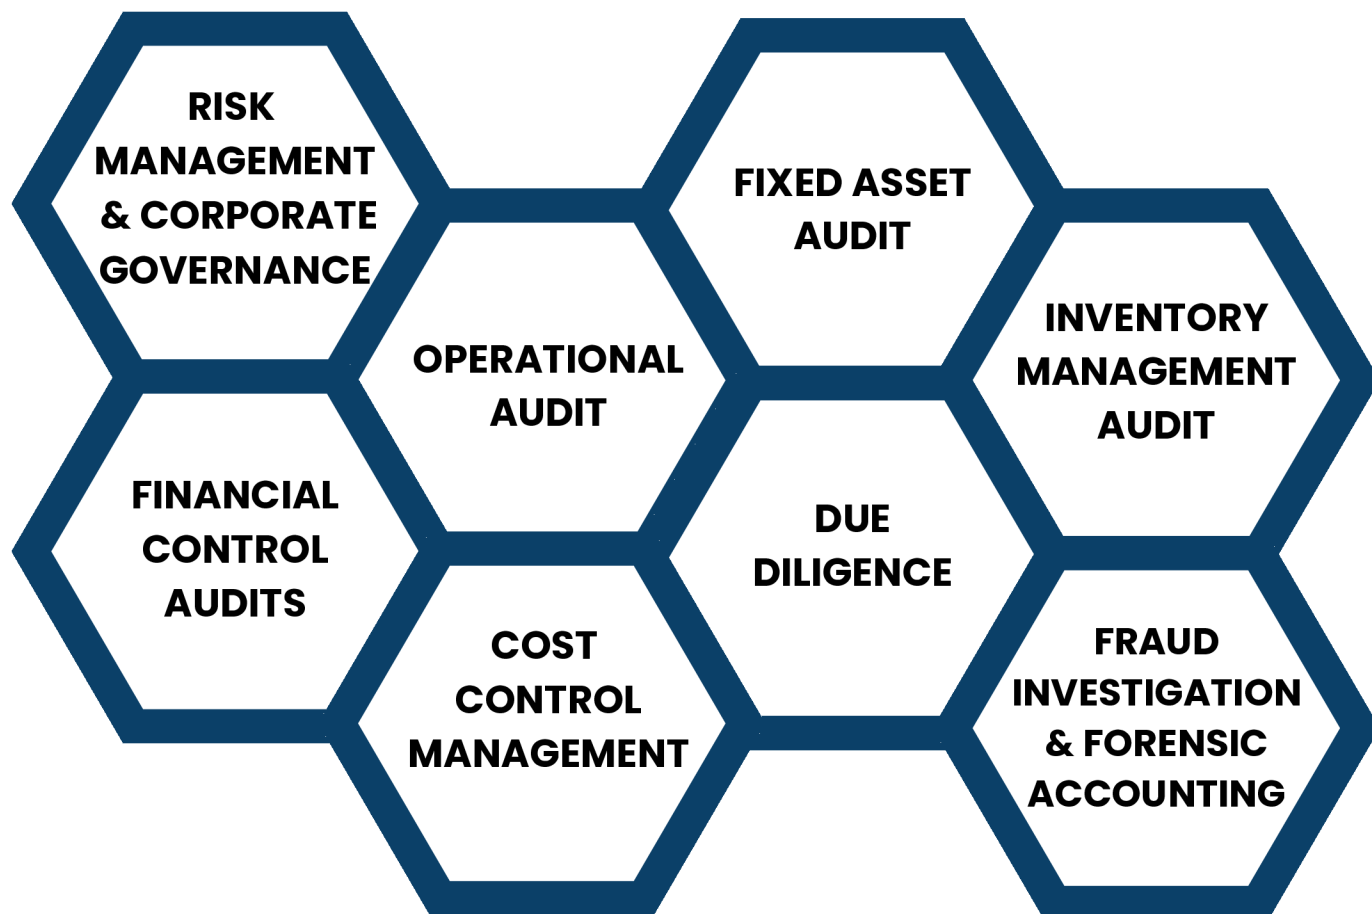 RISK
MANAGEMENT
& CORPORATE
GOVERNANCE
FINANCIAL
CONTROL
AUDITS
OPERATIONAL
AUDIT
COST
CONTROL
MANAGEMENT
FIXED ASSET
AUDIT
DUE
DILIGENCE
INVENTORY
MANAGEMENT
AUDIT
FRAUD
INVESTIGATION
& FORENSIC
ACCOUNTING